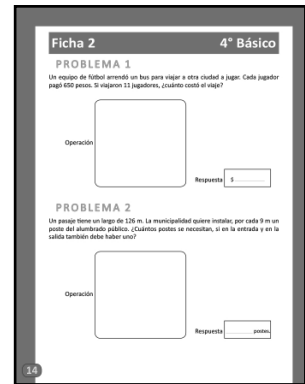 Ficha 2
4° Básico
PROBLEMA 1
Un equipo de fútbol arrendó un bus para viajar a otra ciudad a jugar. Cada jugador
pagó 650 pesos. Si viajaron 11 jugadores, ¿cuánto costó el viaje?
Operación
Respuesta $ ..................
PROBLEMA 2
Un pasaje tiene un largo de 126 m. La municipalidad quiere instalar, por cada 9 m un
poste del alumbrado público. ¿Cuántos postes se necesitan, si en la entrada y en la
salida también debe haber uno?
Operación
Respuesta ............ postes.
14